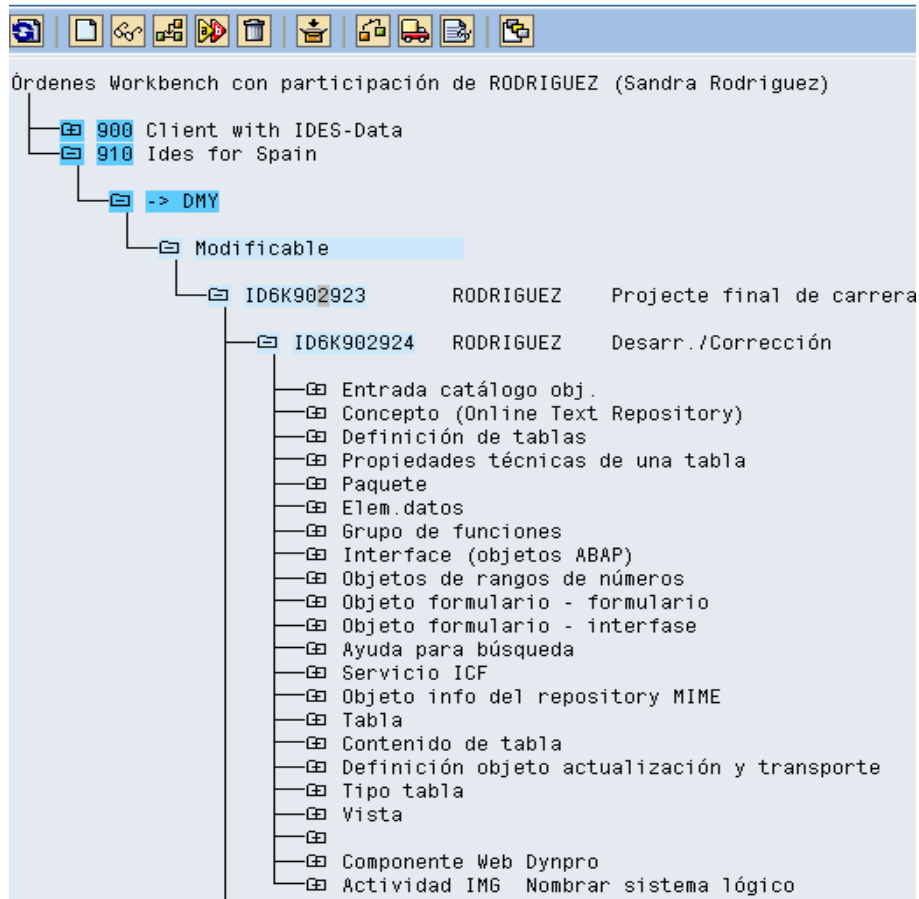 Órdenes Workbench con participación de RODRIGUEZ (Sandra Rodriguez)
900 Client with IDES-Data
910 Ides for Spain
-> DMY
Modificable
ID6K902923 RODRIGUEZ Projecte final de carrera
ID6K902924 RODRIGUEZ Desarr./Corrección
Entrada catálogo obj.
Concepto (Online Text Repository)
Definición de tablas
Propiedades técnicas de una tabla
Paquete
Elem.datos
Grupo de funciones
Interface (objetos ABAP)
Objetos de rangos de números
Objeto formulario - formulario
Objeto formulario - interfase
Ayuda para búsqueda
Servicio ICF
Objeto info del repository MIME
Tabla
Contenido de tabla
Definición objeto actualización y transporte
Tipo tabla
Vista
Componente Web Dynpro
Actividad IMG Nombrar sistema lógico